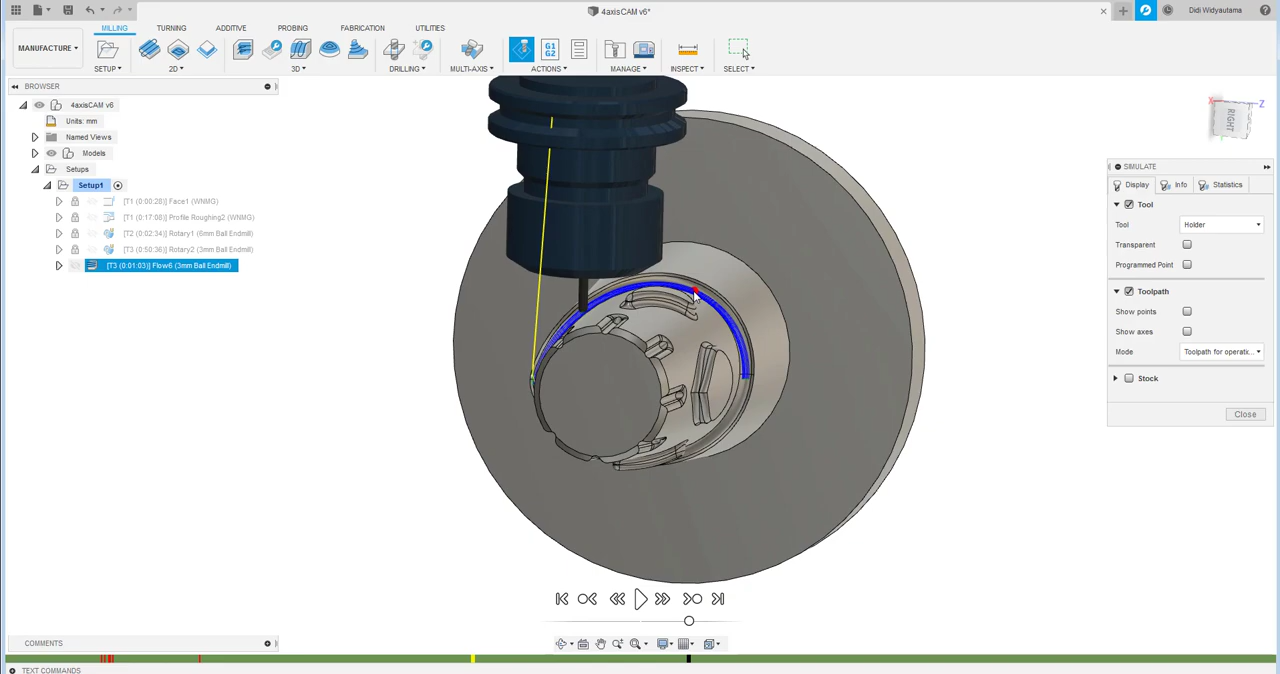 4axisCAM v6*
Didi Widyautama
MILLING TURNING ADDITIVE PROBING FABRICATION UTILITIES
MANUFACTURE
G1
G2
SETUP 2D 3D DRILLING MULTI-AXIS ACTIONS MANAGE INSPECT SELECT
BROWSER
4axisCAM v6
Units: mm
Named Views
Models
Setups
Setup1
[T1 (0:00:28)] Face1 (WNMG)
[T1 (0:17:08)] Profile Roughing2 (WNMG)
[T2 (0:02:34)] Rotary1 (6mm Ball Endmill)
[T3 (0:50:36)] Rotary2 (3mm Ball Endmill)
[T3 (0:01:03)] Flow6 (3mm Ball Endmill)
X
Z
RIGHT
SIMULATE
Display Info Statistics
Tool
Tool Holder
Transparent
Programmed Point
Toolpath
Show points
Show axes
Mode Toolpath for operati...
Stock
Close
COMMENTS
TEXT COMMANDS